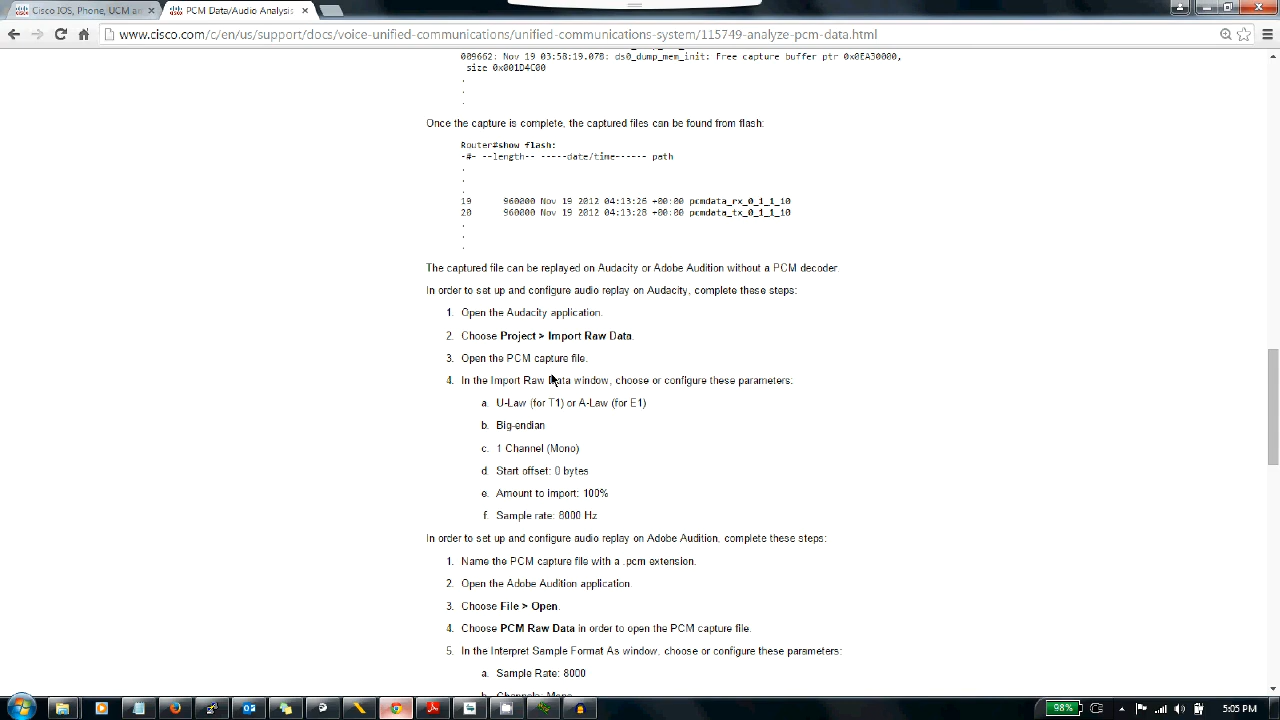 Cisco IOS, Phone, UCM an
PCM Data/Audio Analysis
www.cisco.com/c/en/us/support/docs/voice-unified-communications/unified-communications-system/115749-analyze-pcm-data.html
009662: Nov 19 03:58:19.078: ds0_dump_mem_init: Free capture buffer ptr 0x0EA30000,
size 0x001D4C00
.
.
.
Once the capture is complete, the captured files can be found from flash:
Router#show flash:
-#- --length-- -----date/time------ path
.
.
.
19 960000 Nov 19 2012 04:13:26 +00:00 pcmdata_rx_0_1_1_10
20 960000 Nov 19 2012 04:13:28 +00:00 pcmdata_tx_0_1_1_10
.
.
.
The captured file can be replayed on Audacity or Adobe Audition without a PCM decoder.
In order to set up and configure audio replay on Audacity, complete these steps:
1. Open the Audacity application.
2. Choose Project > Import Raw Data.
3. Open the PCM capture file.
4. In the Import Raw Data window, choose or configure these parameters:
a. U-Law (for T1) or A-Law (for E1)
b. Big-endian
c. 1 Channel (Mono)
d. Start offset: 0 bytes
e. Amount to import: 100%
f. Sample rate: 8000 Hz
In order to set up and configure audio replay on Adobe Audition, complete these steps:
1. Name the PCM capture file with a .pcm extension.
2. Open the Adobe Audition application.
3. Choose File > Open.
4. Choose PCM Raw Data in order to open the PCM capture file.
5. In the Interpret Sample Format As window, choose or configure these parameters:
a. Sample Rate: 8000
b. Channels: Mono
98%
5:05 PM